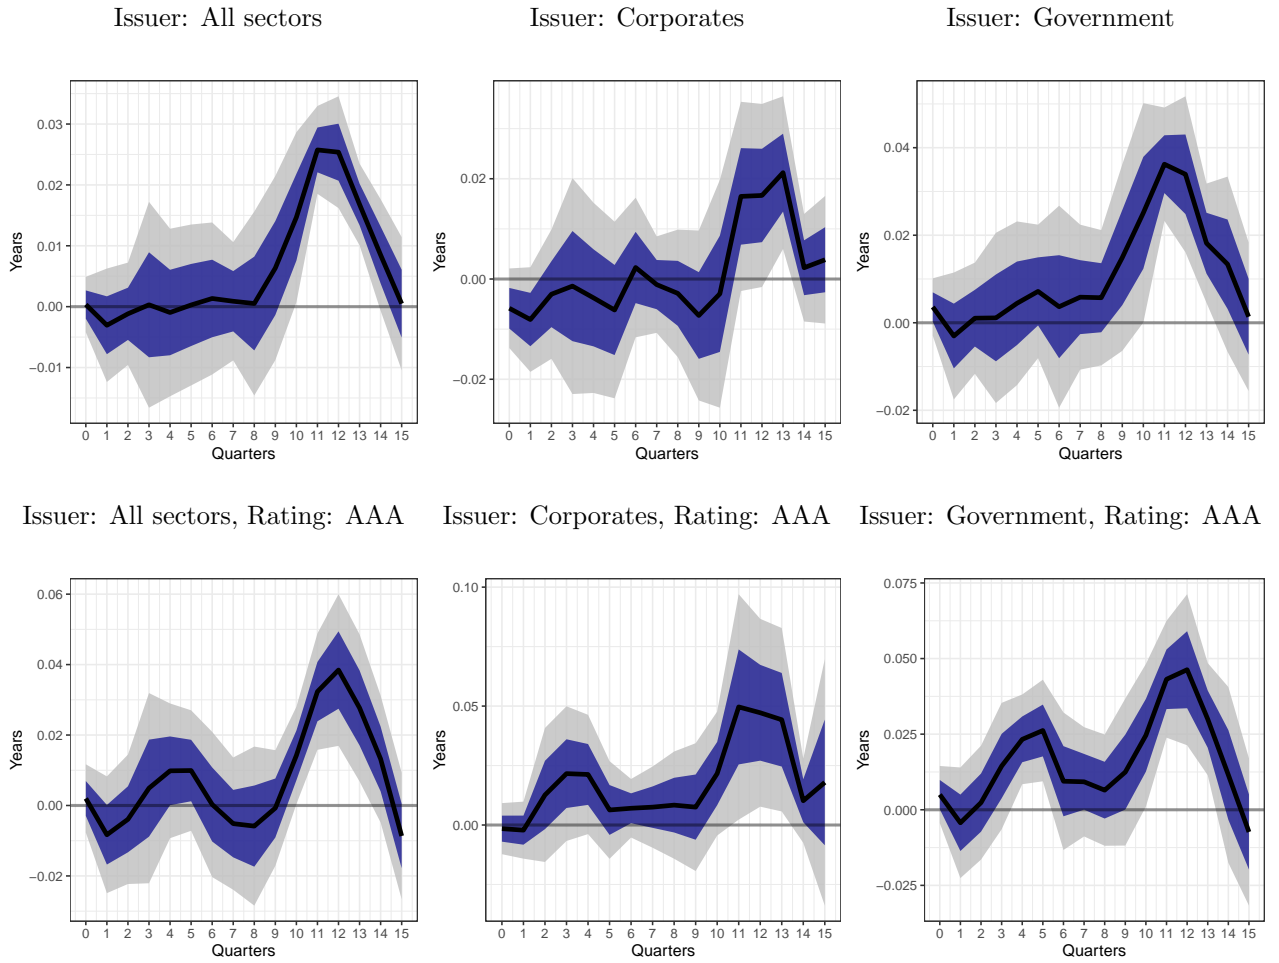 Issuer: All sectors
Issuer: Corporates
Issuer: Government
Years
0.03
0.02
0.01
0.00
−0.01
0 1 2 3 4 5 6 7 8 9 10 11 12 13 14 15
Quarters
Years
0.02
0.00
−0.02
0 1 2 3 4 5 6 7 8 9 10 11 12 13 14 15
Quarters
Years
0.04
0.02
0.00
−0.02
0 1 2 3 4 5 6 7 8 9 10 11 12 13 14 15
Quarters
Issuer: All sectors, Rating: AAA
Issuer: Corporates, Rating: AAA
Issuer: Government, Rating: AAA
Years
0.06
0.04
0.02
0.00
−0.02
0 1 2 3 4 5 6 7 8 9 10 11 12 13 14 15
Quarters
Years
0.10
0.05
0.00
0 1 2 3 4 5 6 7 8 9 10 11 12 13 14 15
Quarters
Years
0.075
0.050
0.025
0.000
−0.025
0 1 2 3 4 5 6 7 8 9 10 11 12 13 14 15
Quarters